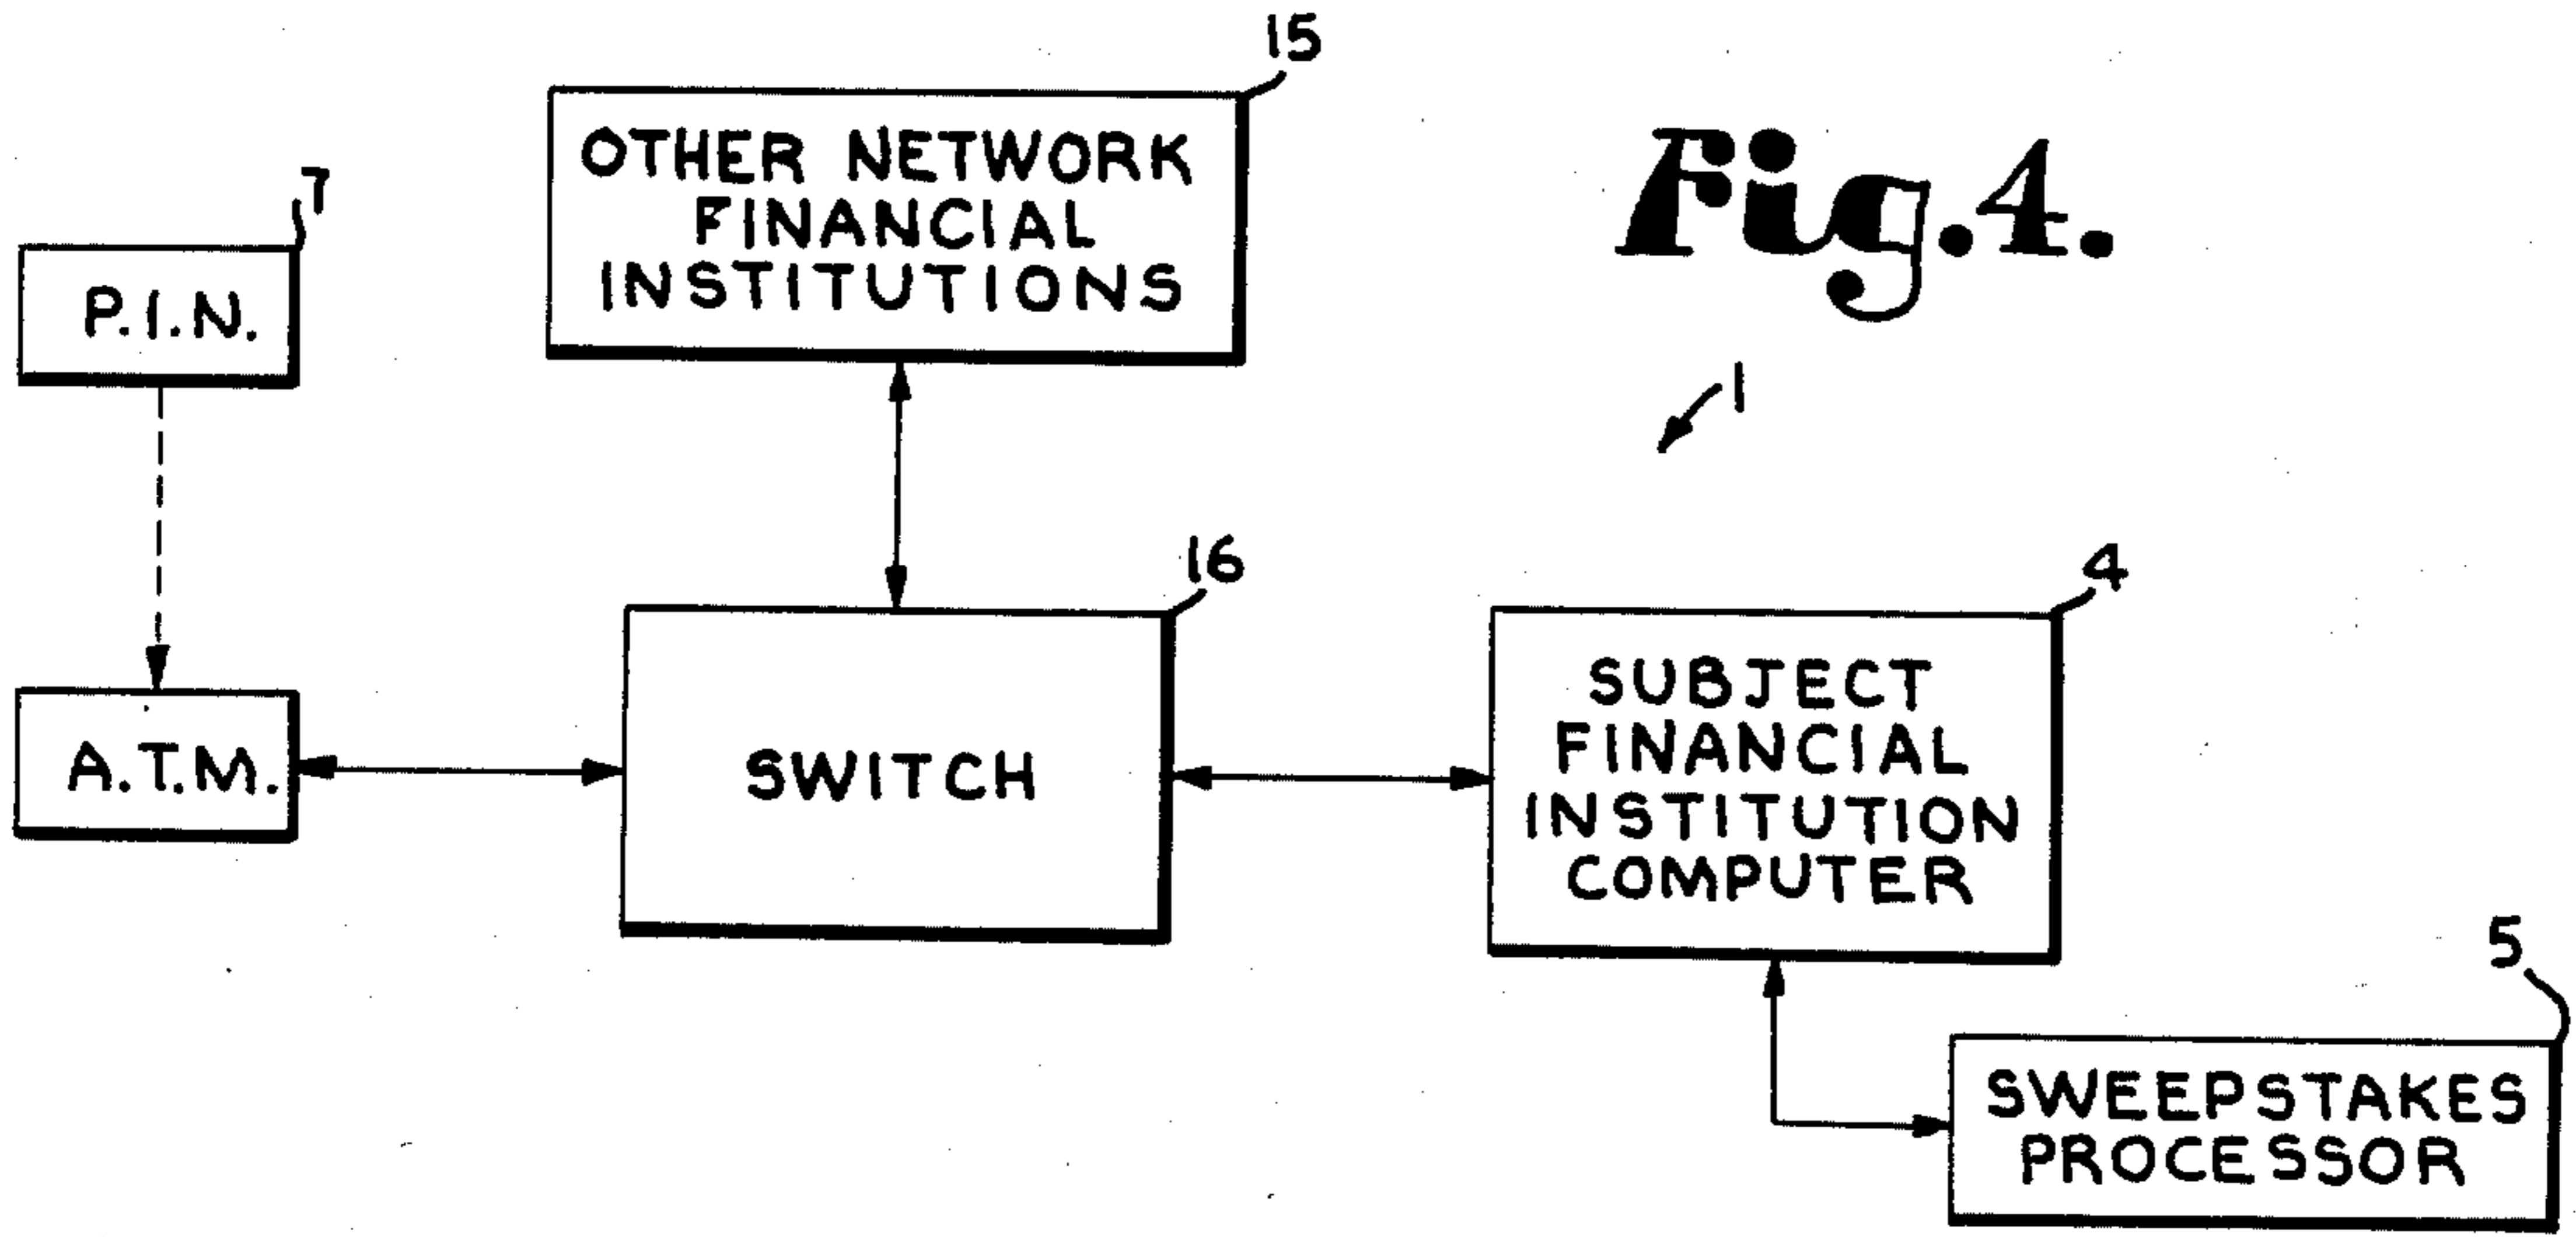 15
OTHER NETWORK
FINANCIAL
INSTITUTIONS
Fig.4.
7
P.I.N.
1
16
4
A.T.M.
SWITCH
SUBJECT
FINANCIAL
INSTITUTION
COMPUTER
5
SWEEPSTAKES
PROCESSOR